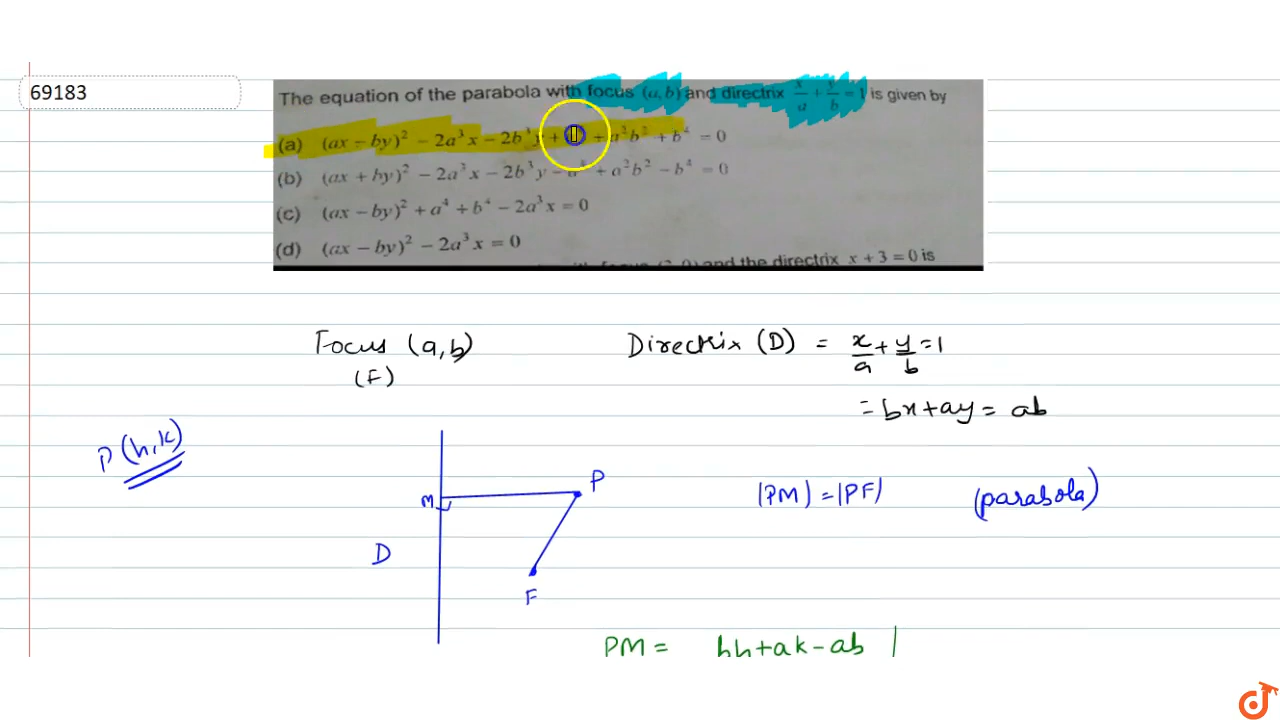 69183
The equation of the parabola with focus (a, b) and directrix x/a + y/b = 1 is given by
(a) (ax − by)² − 2a³x − 2b³y + + a²b² + b⁴ = 0
(b) (ax + by)² − 2a³x − 2b³y − a⁴ + a²b² − b⁴ = 0
(c) (ax − by)² + a⁴ + b⁴ − 2a³x = 0
(d) (ax − by)² − 2a³x = 0
and the directrix x + 3 = 0 is
Focus (a,b) Directrix (D) = x/a + y/b = 1
(F)
= bx + ay = ab
P(h,k)
P
M
|PM| = |PF| (parabola)
D
F
PM = bh + ak − ab |